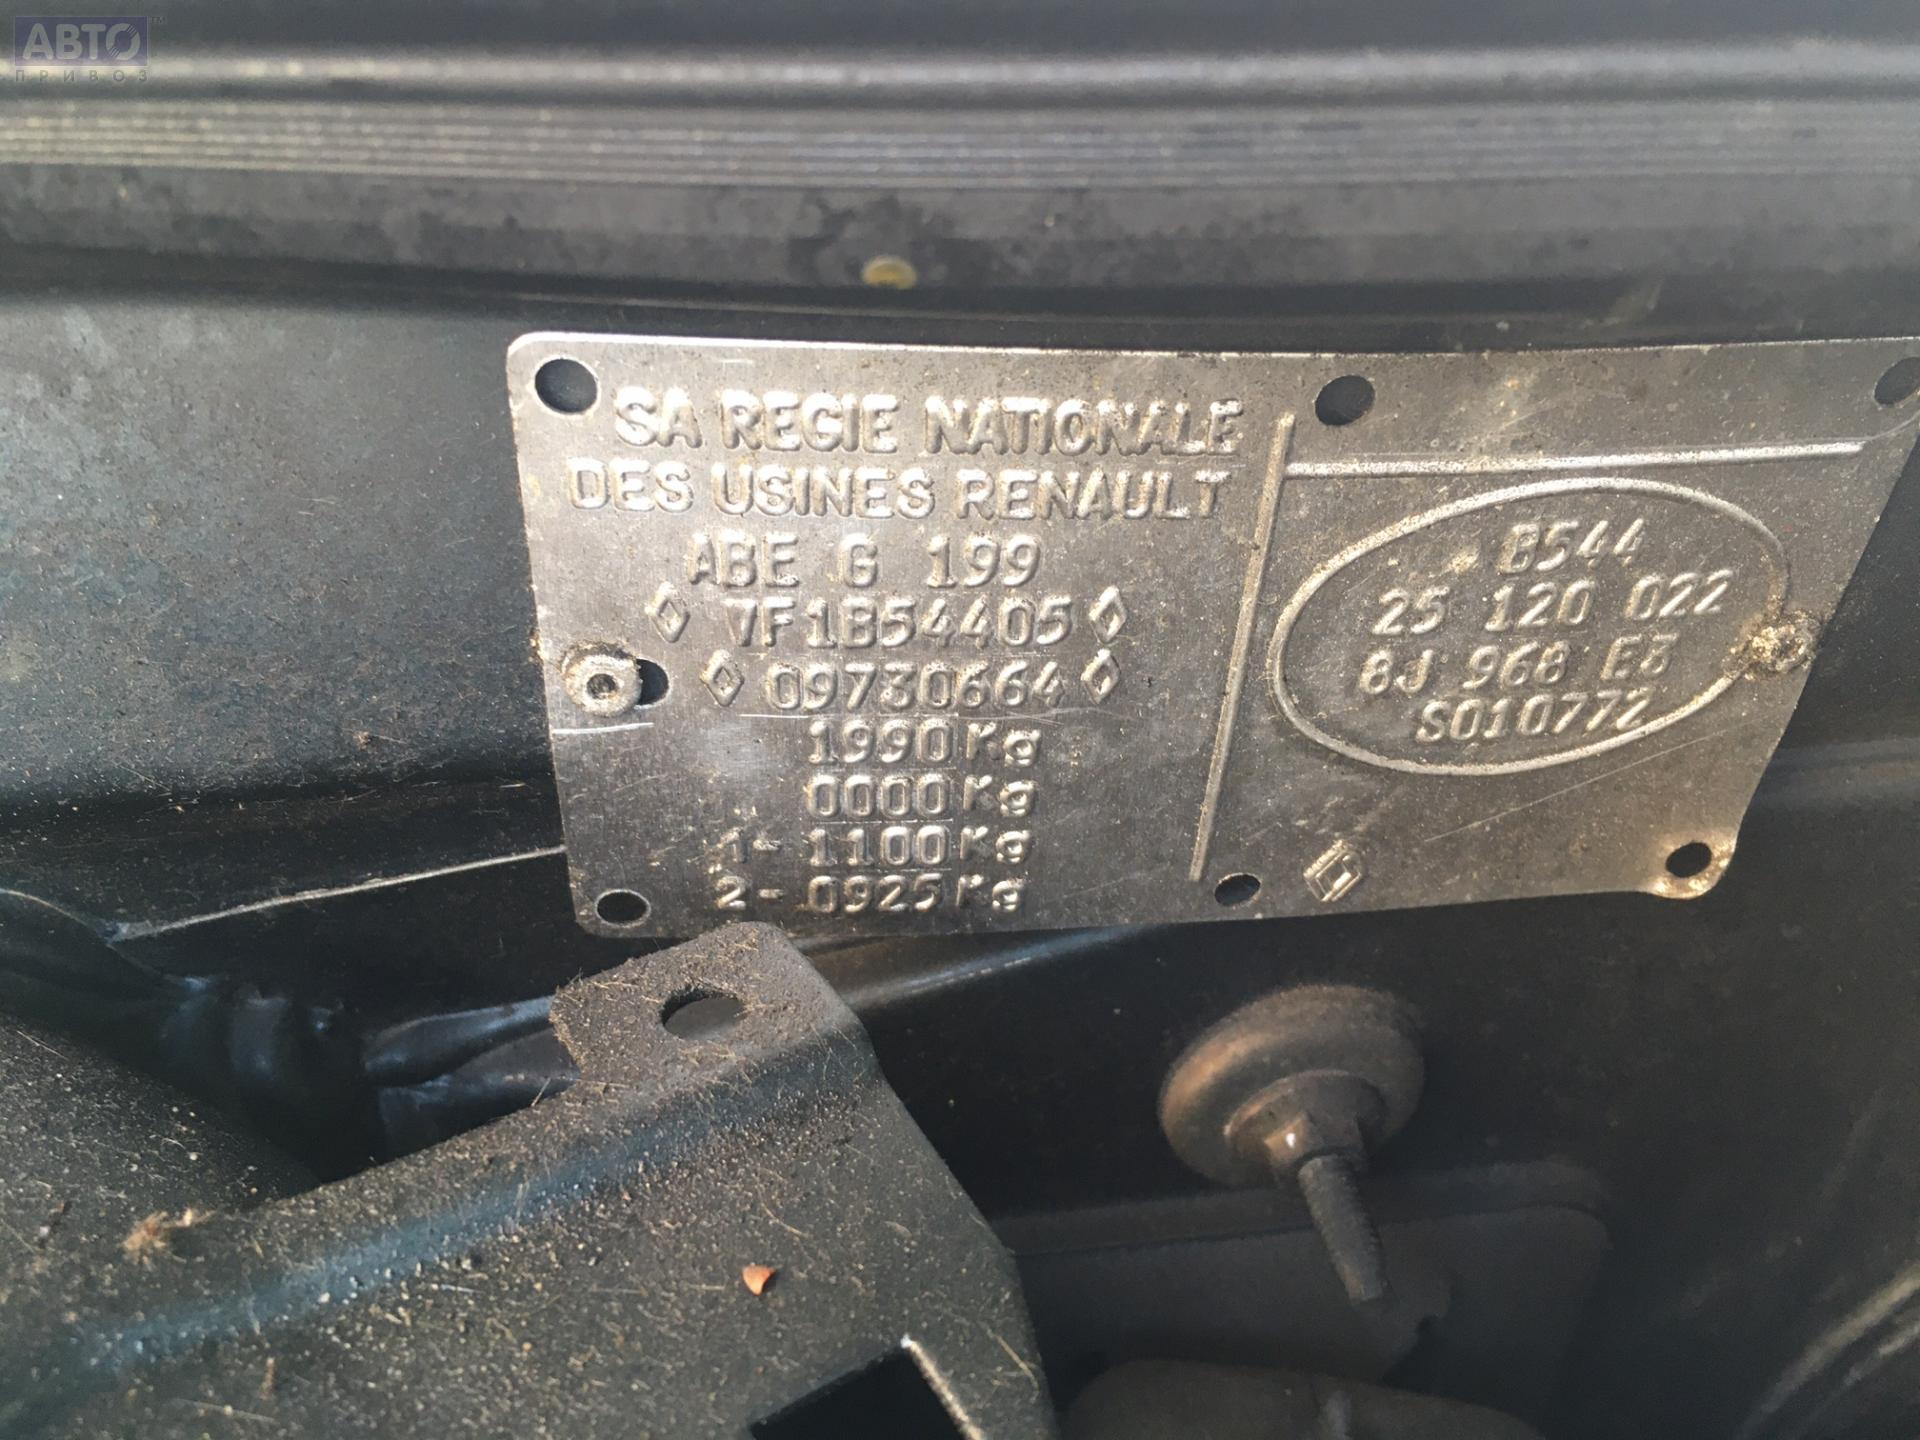 АВТО™
ПРИВОЗ
SA REGIE NATIONALE
DES USINES RENAULT
ABE G 199
7F1B54405
09730664
1990Kg
0000Kg
1- 1100Kg
2- 0925Kg
B544
25 120 022
8J 968 E8
S010772